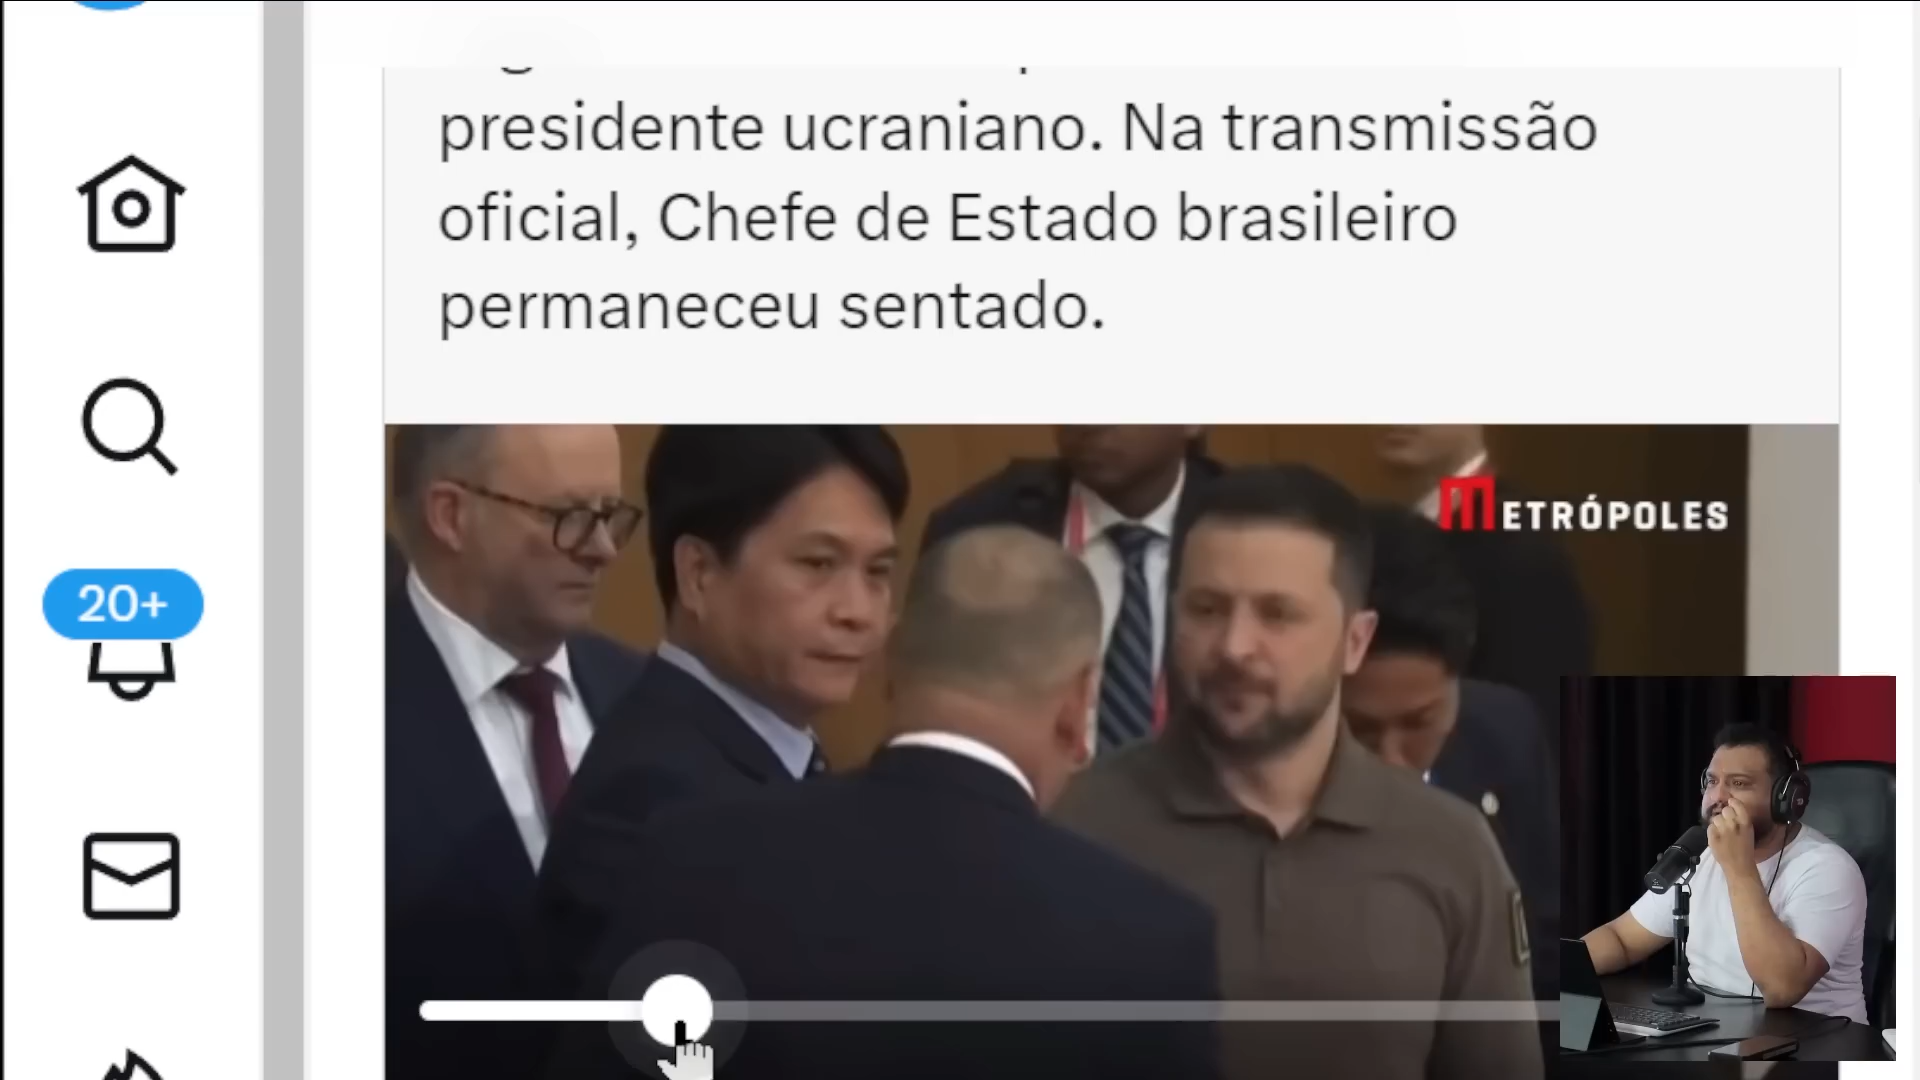 presidente ucraniano. Na transmissão
oficial, Chefe de Estado brasileiro
permaneceu sentado.
METRÓPOLES
20+